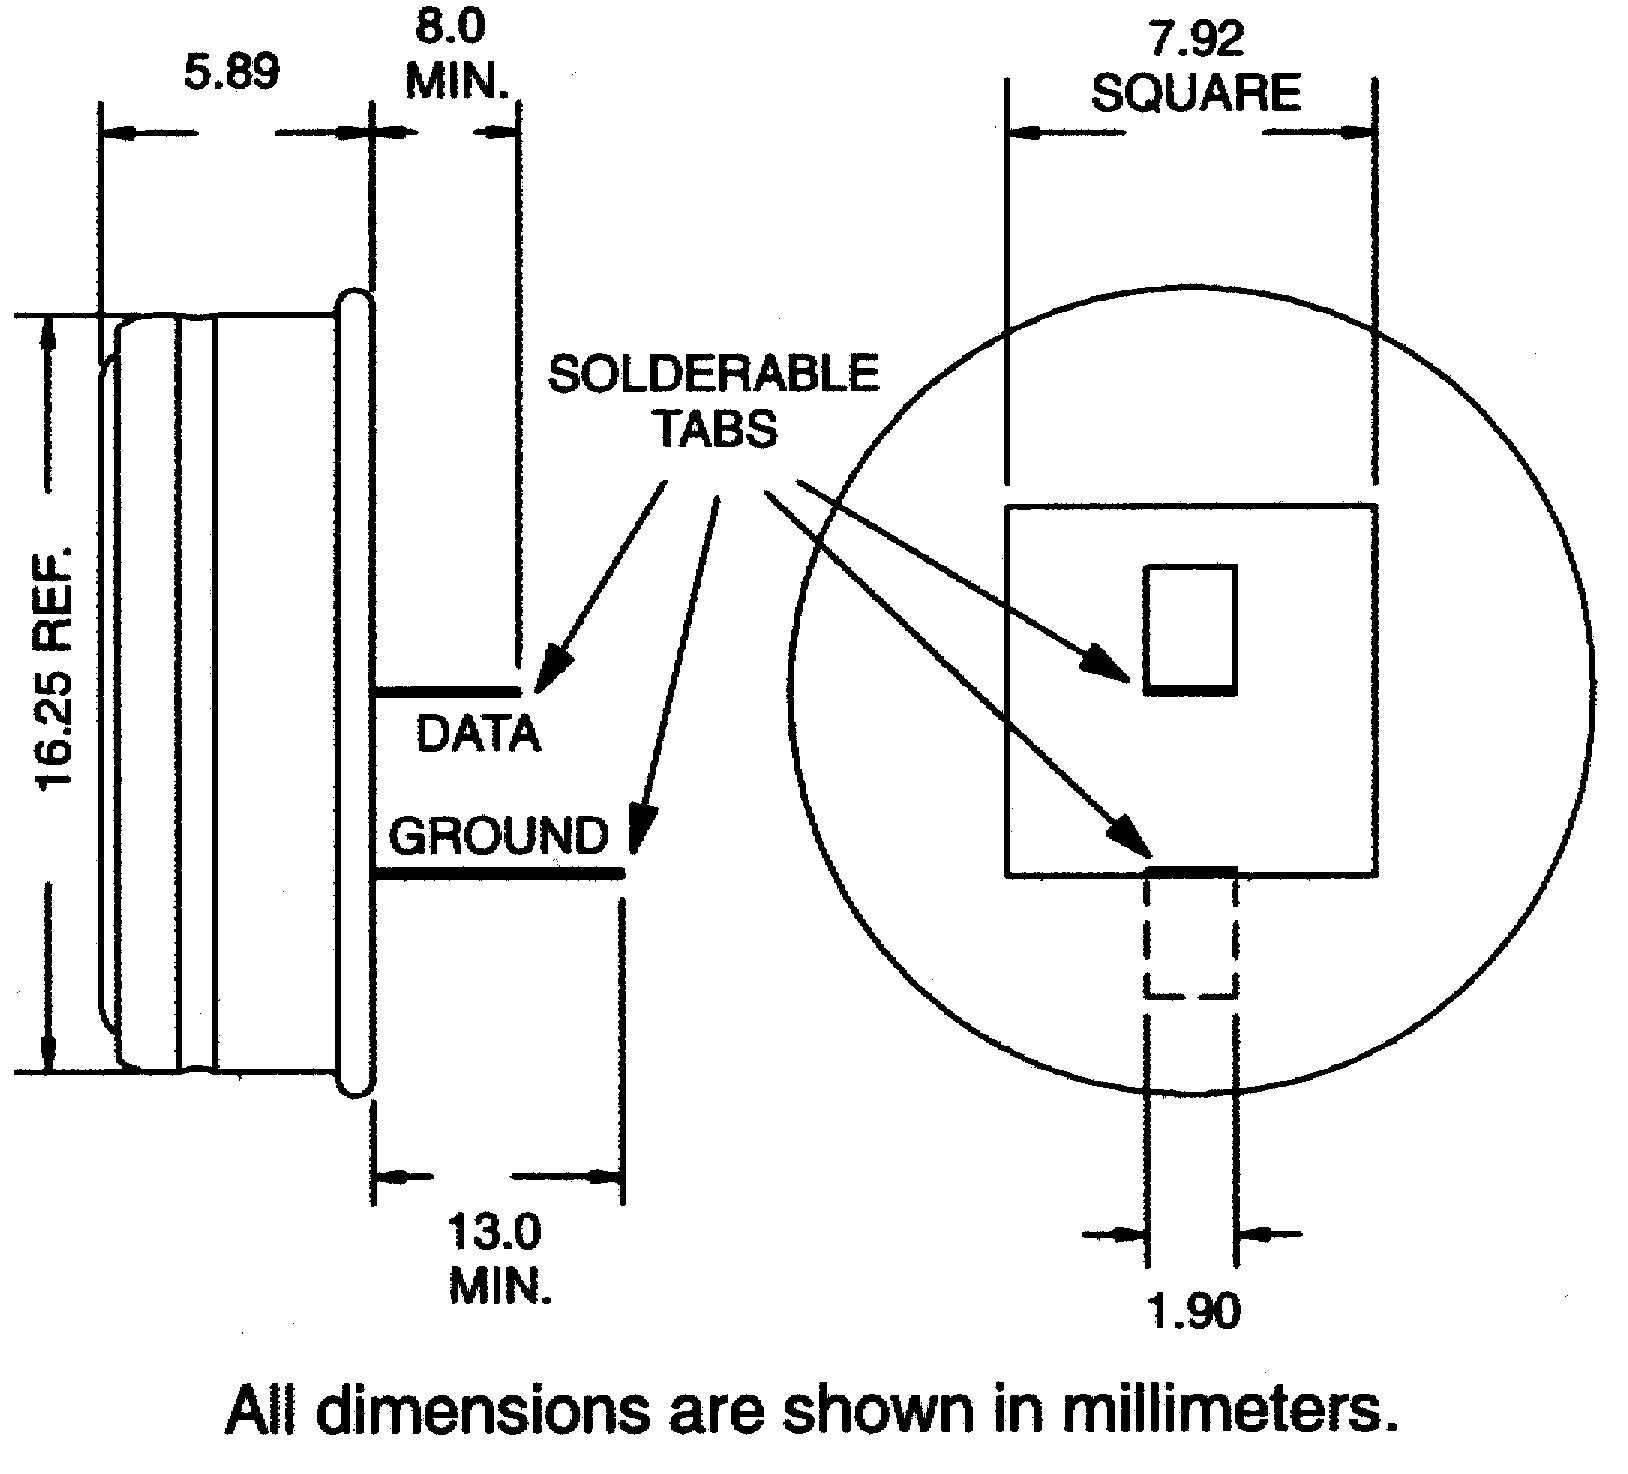 8.0
MIN.
5.89
7.92
SQUARE
SOLDERABLE
TABS
16.25 REF.
DATA
GROUND
13.0
MIN.
1.90
All dimensions are shown in millimeters.